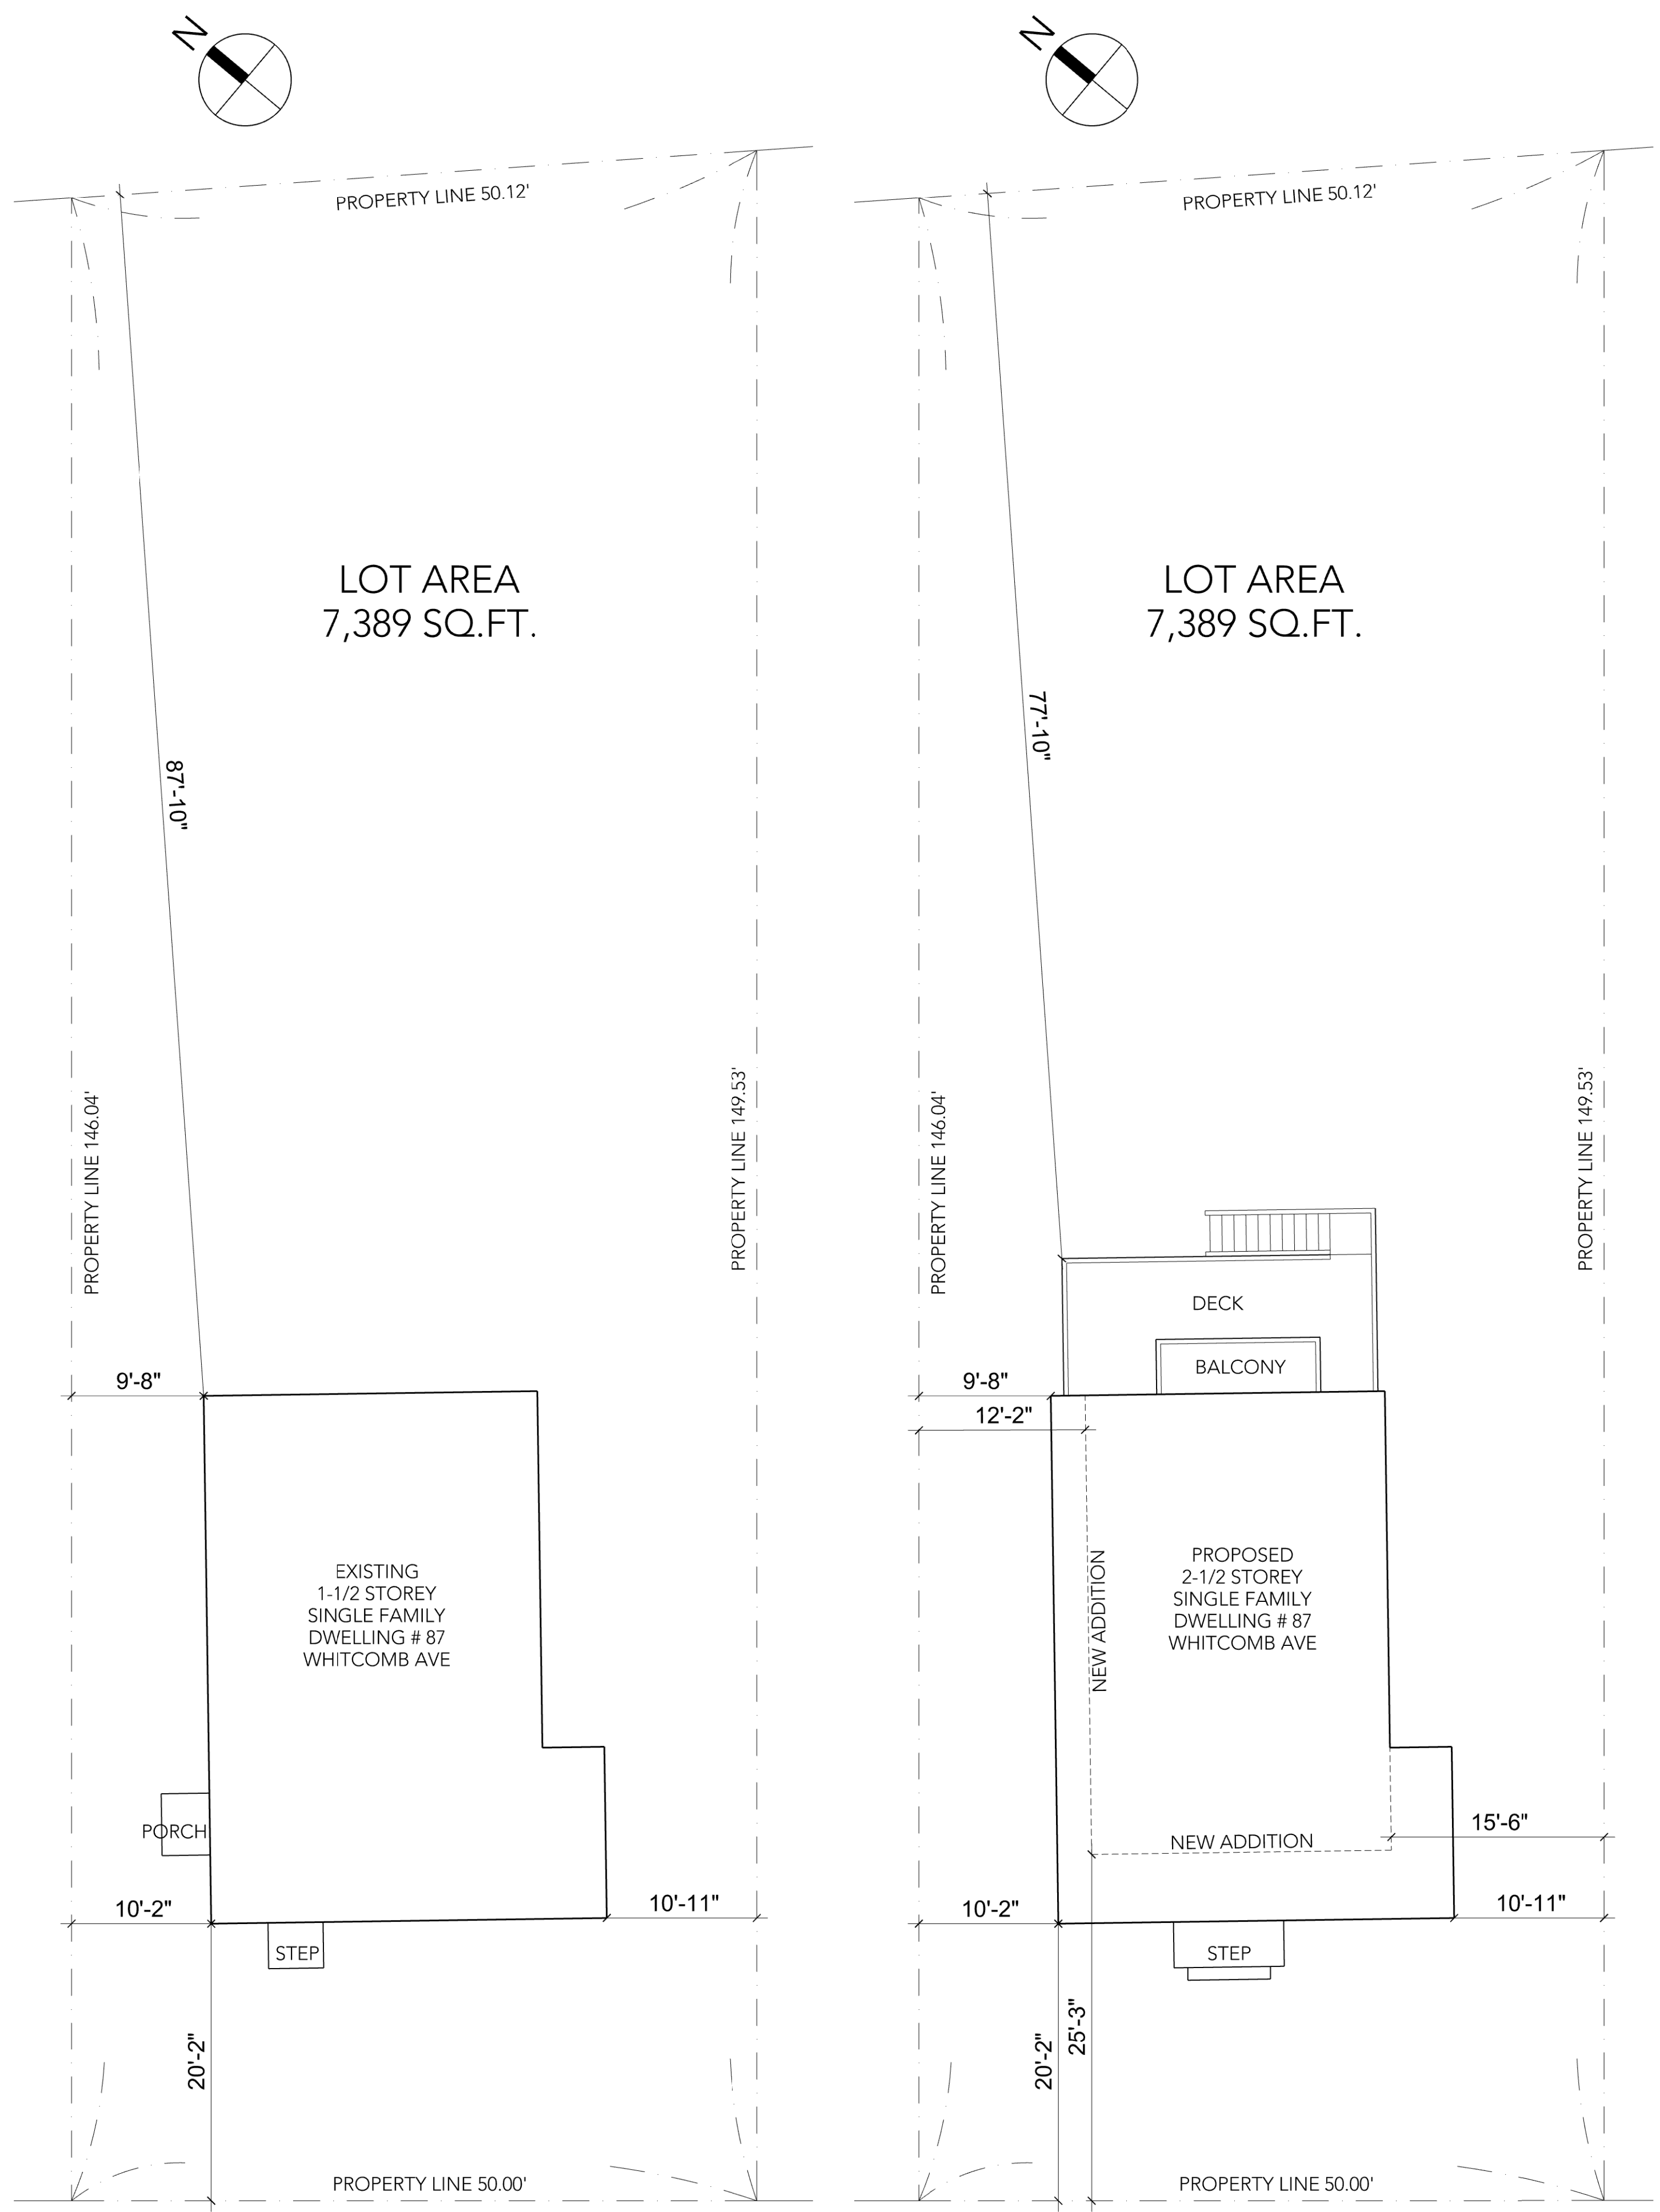 N
PROPERTY LINE 50.12'
LOT AREA
7,389 SQ.FT.
87'-10"
PROPERTY LINE 146.04'
PROPERTY LINE 149.53'
9'-8"
EXISTING
1-1/2 STOREY
SINGLE FAMILY
DWELLING # 87
WHITCOMB AVE
PORCH
10'-2"
10'-11"
STEP
20'-2"
PROPERTY LINE 50.00'
N
PROPERTY LINE 50.12'
LOT AREA
7,389 SQ.FT.
77'-10"
PROPERTY LINE 146.04'
PROPERTY LINE 149.53'
DECK
BALCONY
9'-8"
12'-2"
NEW ADDITION
PROPOSED
2-1/2 STOREY
SINGLE FAMILY
DWELLING # 87
WHITCOMB AVE
15'-6"
NEW ADDITION
10'-2"
10'-11"
STEP
20'-2"
25'-3"
PROPERTY LINE 50.00'